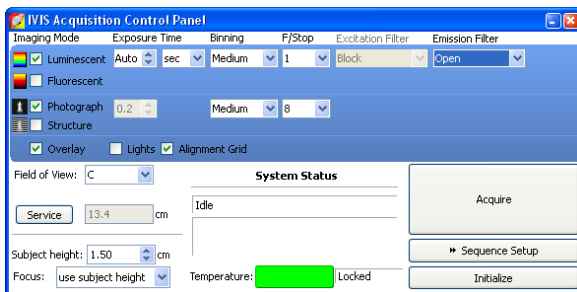 IVIS Acquisition Control Panel
Imaging Mode Exposure Time Binning F/Stop Excitation Filter Emission Filter
Luminescent Auto sec Medium 1 Block Open
Fluorescent
Photograph 0.2 Medium 8
Structure
Overlay Lights Alignment Grid
Field of View: C System Status
Idle
Acquire
Service 13.4 cm
Subject height: 1.50 cm
Sequence Setup
Focus: use subject height Temperature: Locked Initialize